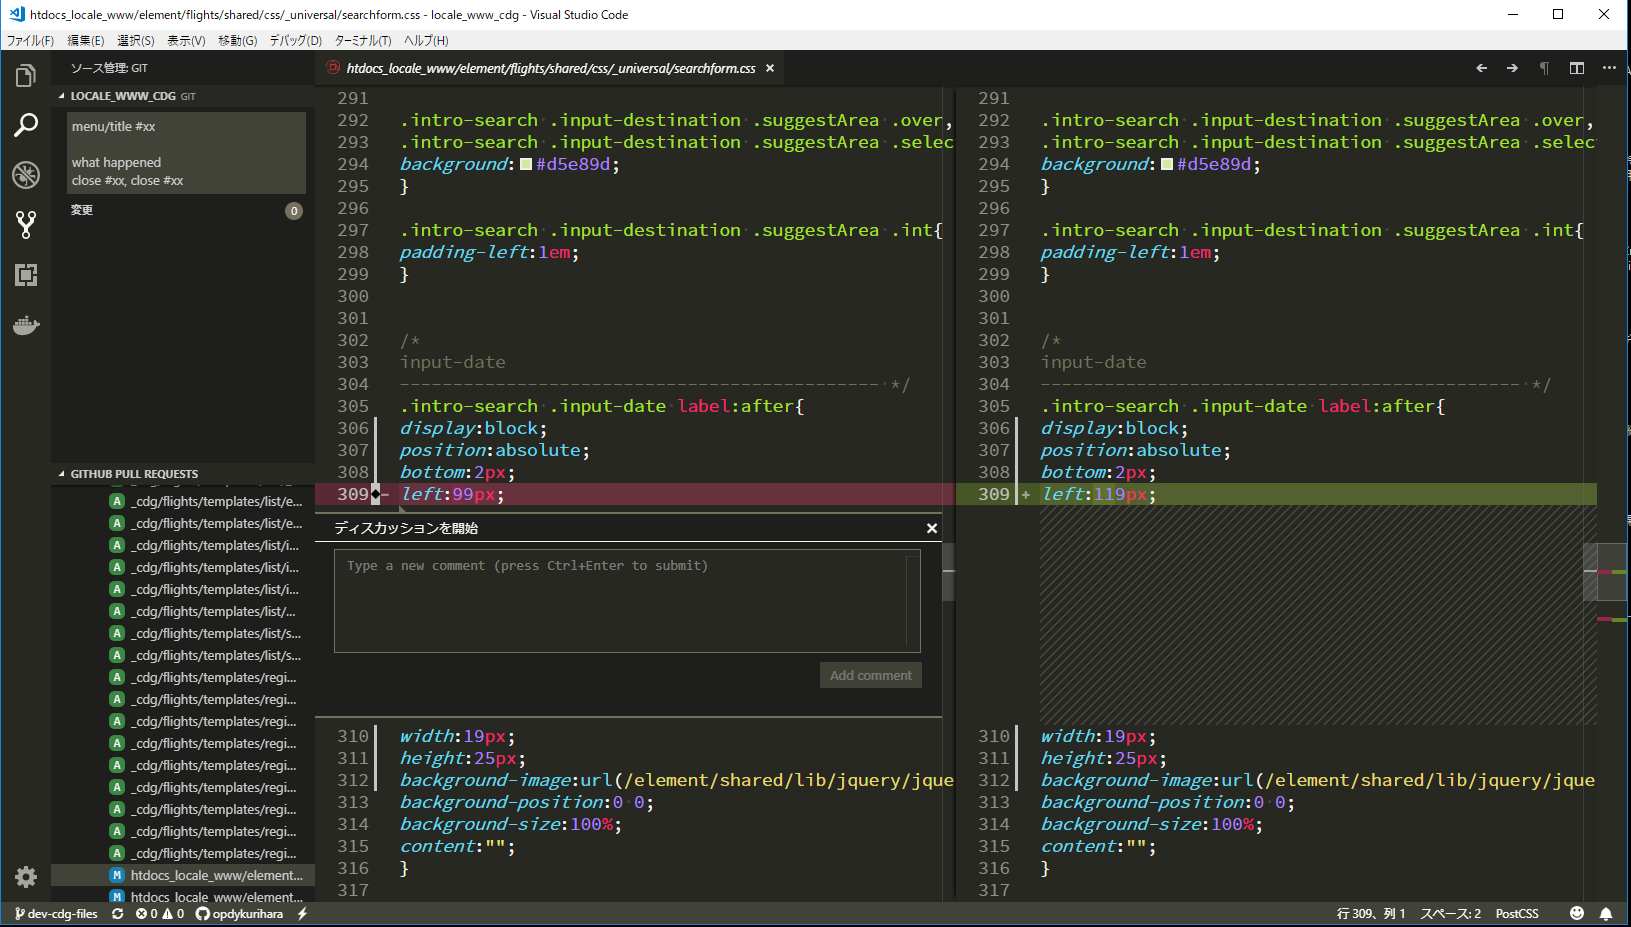 htdocs_locale_www/element/flights/shared/css/_universal/searchform.css - locale_www_cdg - Visual Studio Code
ファイル(F) 編集(E) 選択(S) 表示(V) 移動(G) デバッグ(D) ターミナル(T) ヘルプ(H)
ソース管理: GIT
LOCALE_WWW_CDG GIT
menu/title #xx
what happened
close #xx, close #xx
変更 0
GITHUB PULL REQUESTS
A _cdg/flights/templates/list/e...
A _cdg/flights/templates/list/e...
A _cdg/flights/templates/list/i...
A _cdg/flights/templates/list/i...
A _cdg/flights/templates/list/i...
A _cdg/flights/templates/list/...
A _cdg/flights/templates/list/s...
A _cdg/flights/templates/list/s...
A _cdg/flights/templates/regi...
A _cdg/flights/templates/regi...
A _cdg/flights/templates/regi...
A _cdg/flights/templates/regi...
A _cdg/flights/templates/regi...
A _cdg/flights/templates/regi...
A _cdg/flights/templates/regi...
A _cdg/flights/templates/regi...
A _cdg/flights/templates/regi...
M htdocs_locale_www/element...
M htdocs_locale_www/element...
htdocs_locale_www/element/flights/shared/css/_universal/searchform.css
291
292 .intro-search .input-destination .suggestArea .over,
293 .intro-search .input-destination .suggestArea .selec
294 background:#d5e89d;
295 }
296
297 .intro-search .input-destination .suggestArea .int{
298 padding-left:1em;
299 }
300
301
302 /*
303 input-date
304 --------------------------------------------- */
305 .intro-search .input-date label:after{
306 display:block;
307 position:absolute;
308 bottom:2px;
309 - left:99px;
ディスカッションを開始
Type a new comment (press Ctrl+Enter to submit)
Add comment
310 width:19px;
311 height:25px;
312 background-image:url(/element/shared/lib/jquery/jque
313 background-position:0 0;
314 background-size:100%;
315 content:"";
316 }
317
291
292 .intro-search .input-destination .suggestArea .over,
293 .intro-search .input-destination .suggestArea .selec
294 background:#d5e89d;
295 }
296
297 .intro-search .input-destination .suggestArea .int{
298 padding-left:1em;
299 }
300
301
302 /*
303 input-date
304 --------------------------------------------- */
305 .intro-search .input-date label:after{
306 display:block;
307 position:absolute;
308 bottom:2px;
309 + left:119px;
310 width:19px;
311 height:25px;
312 background-image:url(/element/shared/lib/jquery/jque
313 background-position:0 0;
314 background-size:100%;
315 content:"";
316 }
317
dev-cdg-files 0 0 opdykurihara 行 309、列 1 スペース: 2 PostCSS